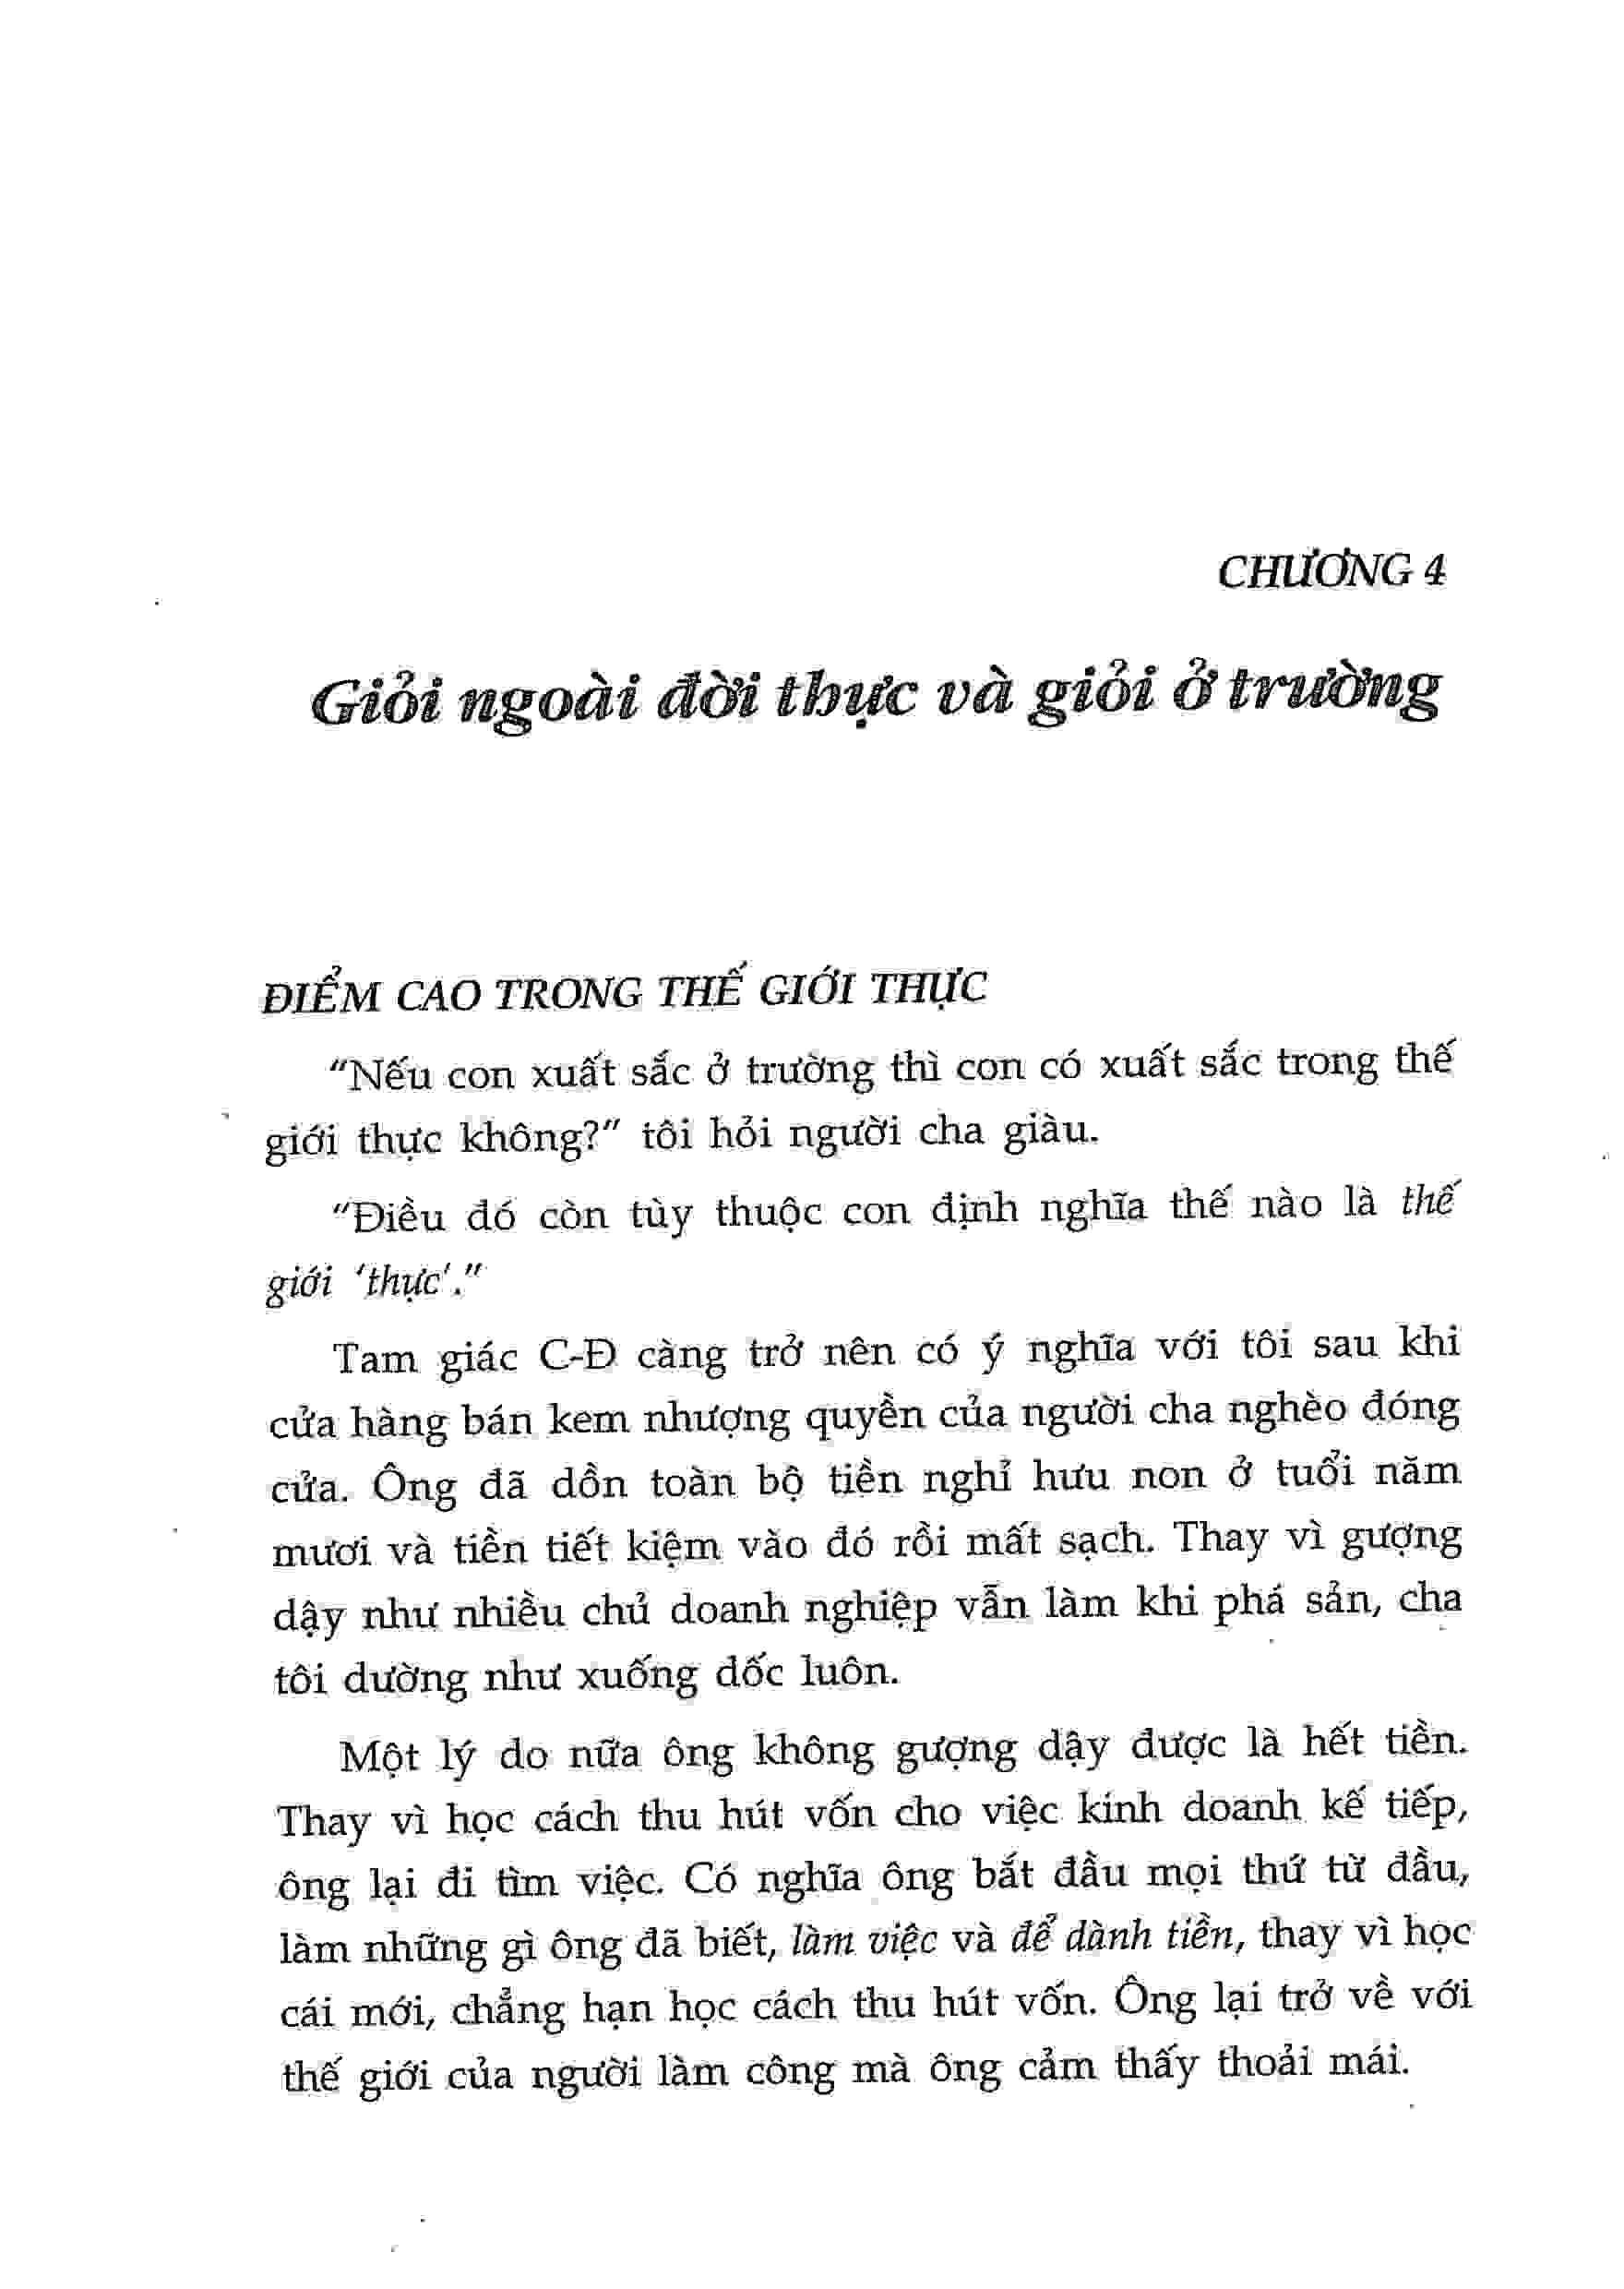 CHƯƠNG 4
Giỏi ngoài đời thực và giỏi ở trường
ĐIỂM CAO TRONG THẾ GIỚI THỰC
“Nếu con xuất sắc ở trường thì con có xuất sắc trong thế
giới thực không?” tôi hỏi người cha giàu.
“Điều đó còn tùy thuộc con định nghĩa thế nào là thế
giới ‘thực’.”
Tam giác C-Đ càng trở nên có ý nghĩa với tôi sau khi
cửa hàng bán kem nhượng quyền của người cha nghèo đóng
cửa. Ông đã dồn toàn bộ tiền nghỉ hưu non ở tuổi năm
mươi và tiền tiết kiệm vào đó rồi mất sạch. Thay vì gượng
dậy như nhiều chủ doanh nghiệp vẫn làm khi phá sản, cha
tôi dường như xuống dốc luôn.
Một lý do nữa ông không gượng dậy được là hết tiền.
Thay vì học cách thu hút vốn cho việc kinh doanh kế tiếp,
ông lại đi tìm việc. Có nghĩa ông bắt đầu mọi thứ từ đầu,
làm những gì ông đã biết, làm việc và để dành tiền, thay vì học
cái mới, chẳng hạn học cách thu hút vốn. Ông lại trở về với
thế giới của người làm công mà ông cảm thấy thoải mái.